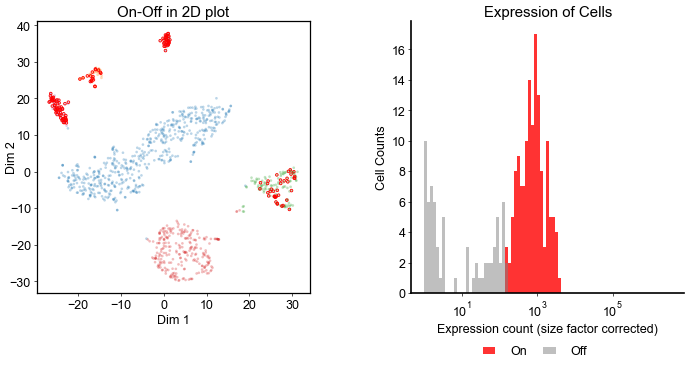 On-Off in 2D plot
40
30
20
10
0
−10
−20
−30
Dim 2
−20 −10 0 10 20 30
Dim 1
Expression of Cells
16
14
12
10
8
6
4
2
0
Cell Counts
10^1 10^3 10^5
Expression count (size factor corrected)
On Off